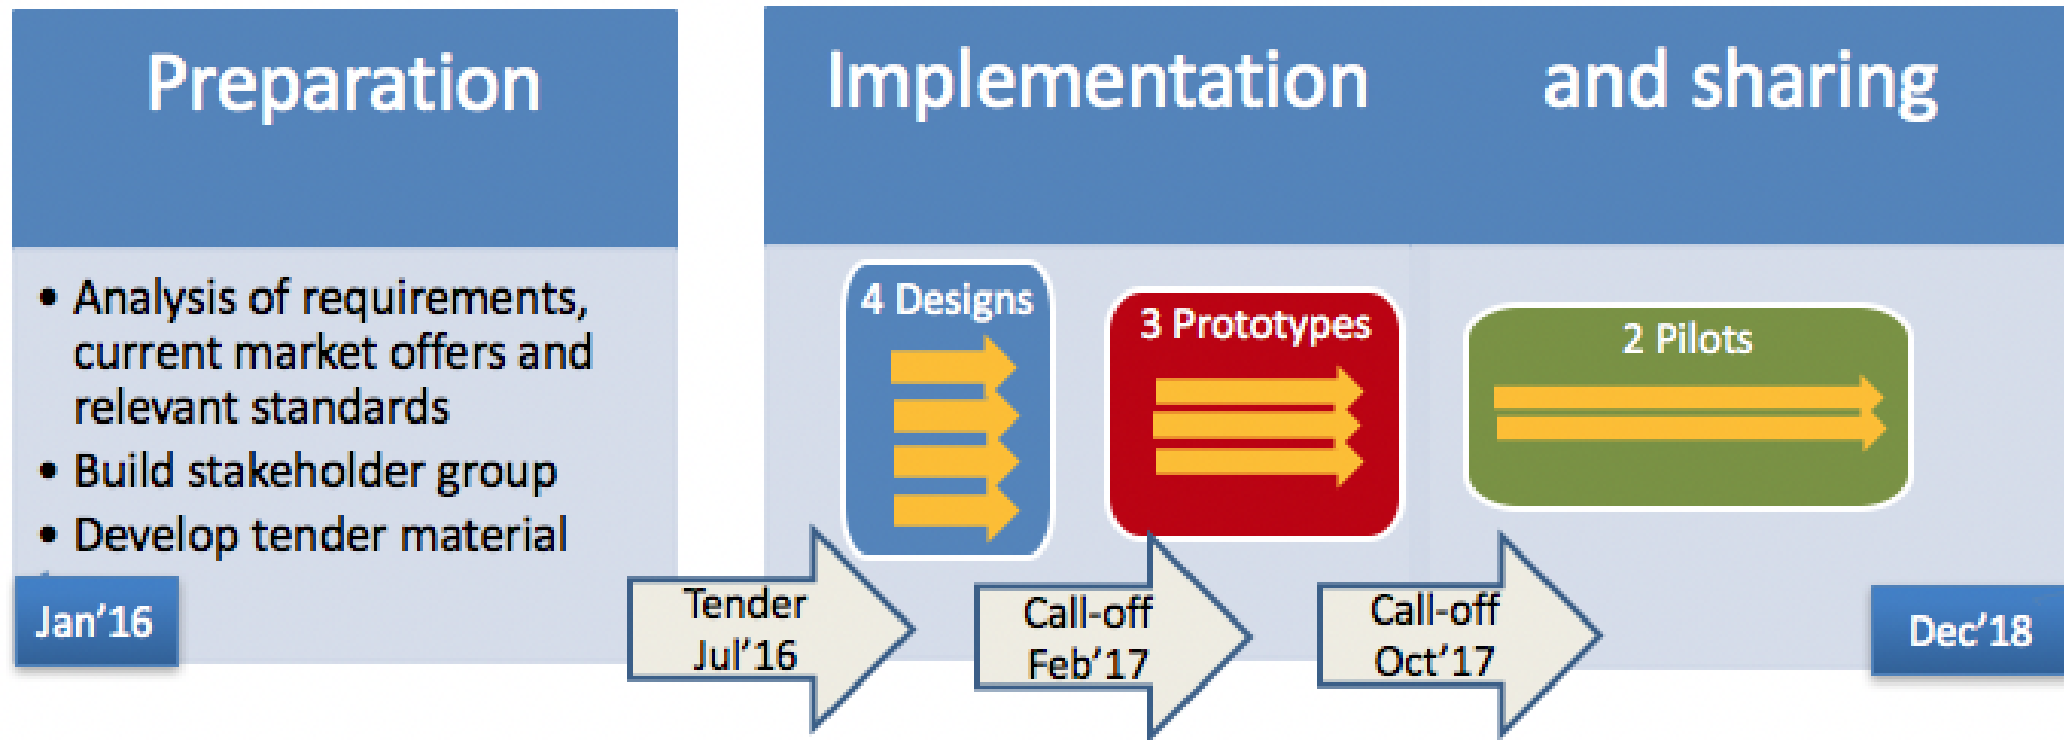 Preparation
• Analysis of requirements,
current market offers and
relevant standards
• Build stakeholder group
• Develop tender material
Jan’16
Implementation and sharing
4 Designs
3 Prototypes
2 Pilots
Tender
Jul’16
Call-off
Feb’17
Call-off
Oct’17
Dec’18